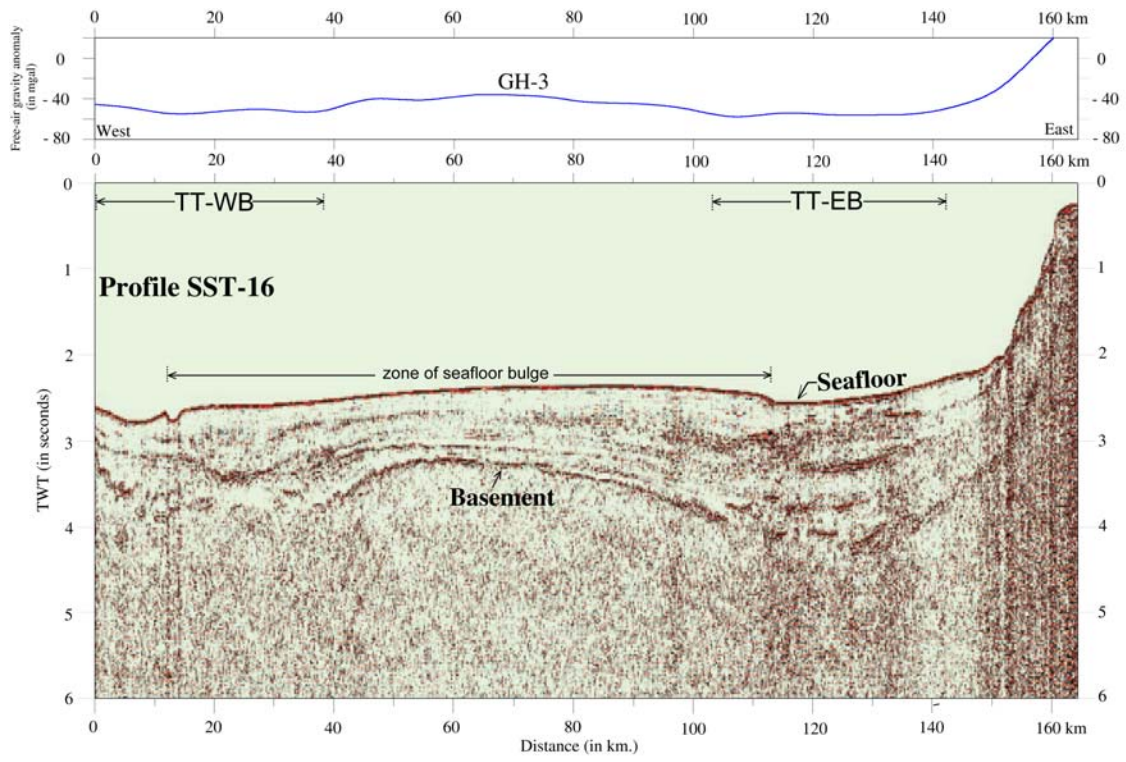 0 20 40 60 80 100 120 140 160 km
Free-air gravity anomaly
(in mgal)
0 0
GH-3
- 40 - 40
West East
- 80 - 80
0 20 40 60 80 100 120 140 160 km
0 0
TT-WB TT-EB
1 1
Profile SST-16
2 2
zone of seafloor bulge
Seafloor
3 3
TWT (in seconds)
Basement
4 4
5 5
6 6
0 20 40 60 80 100 120 140 160 km
Distance (in km.)